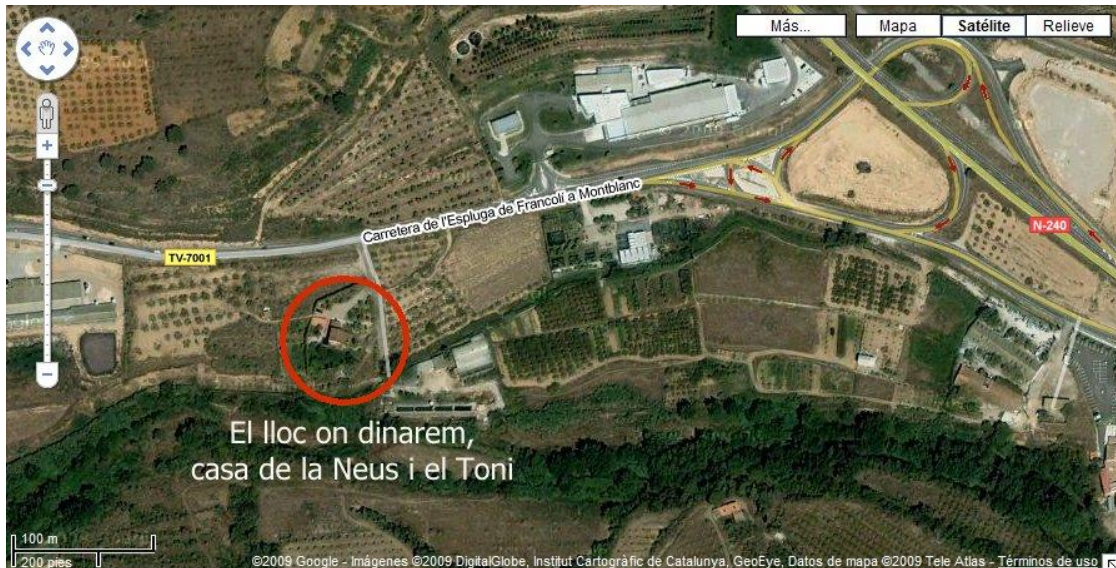 Más...
Mapa
Satélite
Relieve
Carretera de l'Espluga de Francolí a Montblanc
N-240
TV-7001
El lloc on dinarem,
casa de la Neus i el Toni
100 m
200 pies
©2009 Google - Imágenes ©2009 DigitalGlobe, Institut Cartogràfic de Catalunya, GeoEye, Datos de mapa ©2009 Tele Atlas - Términos de uso